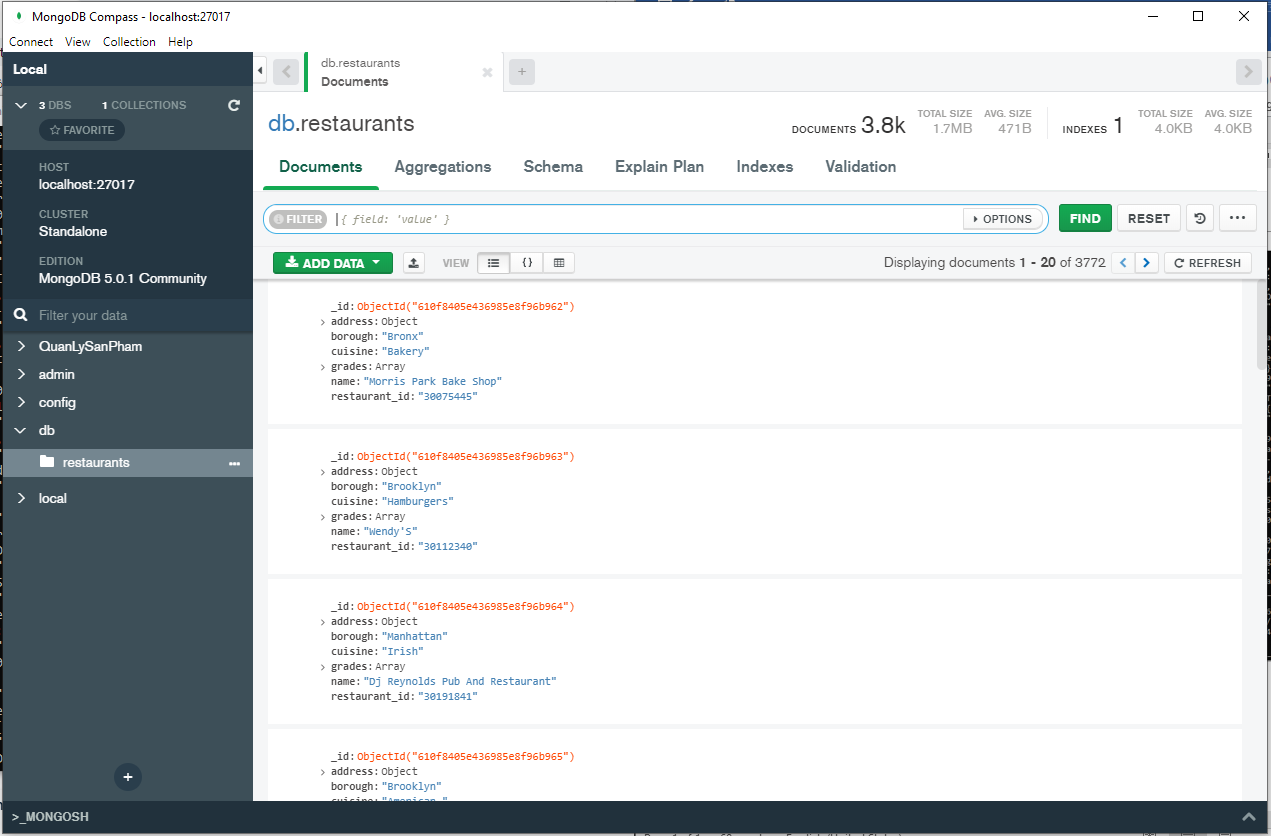 MongoDB Compass - localhost:27017
Connect View Collection Help
Local
3 DBS 1 COLLECTIONS
FAVORITE
HOST
localhost:27017
CLUSTER
Standalone
EDITION
MongoDB 5.0.1 Community
Filter your data
QuanLySanPham
admin
config
db
restaurants
local
>_MONGOSH
db.restaurants
Documents
db.restaurants
DOCUMENTS 3.8k TOTAL SIZE 1.7MB AVG. SIZE 471B INDEXES 1 TOTAL SIZE 4.0KB AVG. SIZE 4.0KB
Documents Aggregations Schema Explain Plan Indexes Validation
FILTER { field: 'value' } OPTIONS FIND RESET
ADD DATA VIEW {} Displaying documents 1 - 20 of 3772 REFRESH
_id: ObjectId("610f8405e436985e8f96b962")
address: Object
borough: "Bronx"
cuisine: "Bakery"
grades: Array
name: "Morris Park Bake Shop"
restaurant_id: "30075445"
_id: ObjectId("610f8405e436985e8f96b963")
address: Object
borough: "Brooklyn"
cuisine: "Hamburgers"
grades: Array
name: "Wendy'S"
restaurant_id: "30112340"
_id: ObjectId("610f8405e436985e8f96b964")
address: Object
borough: "Manhattan"
cuisine: "Irish"
grades: Array
name: "Dj Reynolds Pub And Restaurant"
restaurant_id: "30191841"
_id: ObjectId("610f8405e436985e8f96b965")
address: Object
borough: "Brooklyn"
cuisine: "American "